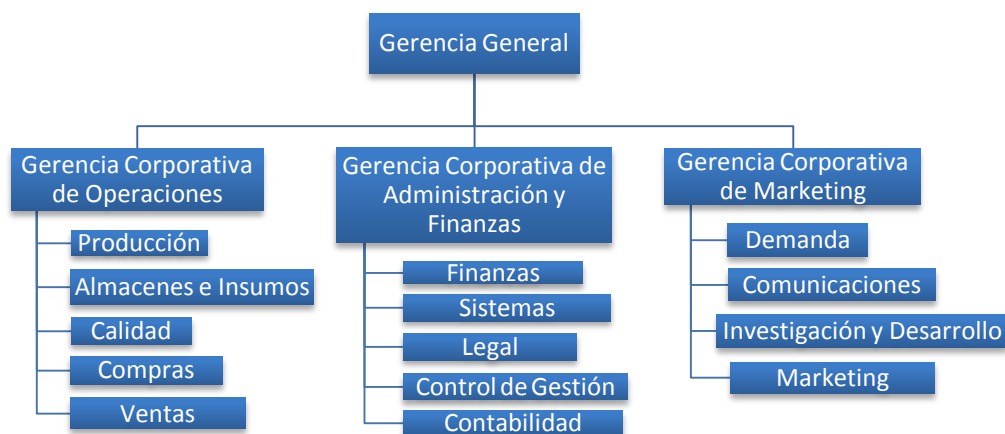 Gerencia General
Gerencia Corporativa
de Operaciones
Producción
Almacenes e Insumos
Calidad
Compras
Ventas
Gerencia Corporativa de
Administración y
Finanzas
Finanzas
Sistemas
Legal
Control de Gestión
Contabilidad
Gerencia Corporativa
de Marketing
Demanda
Comunicaciones
Investigación y Desarrollo
Marketing